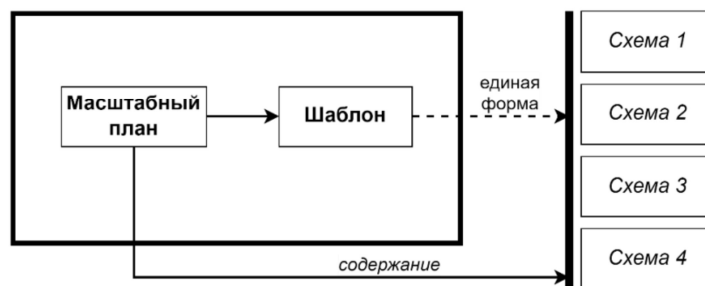 Масштабный
план
Шаблон
единая
форма
содержание
Схема 1
Схема 2
Схема 3
Схема 4